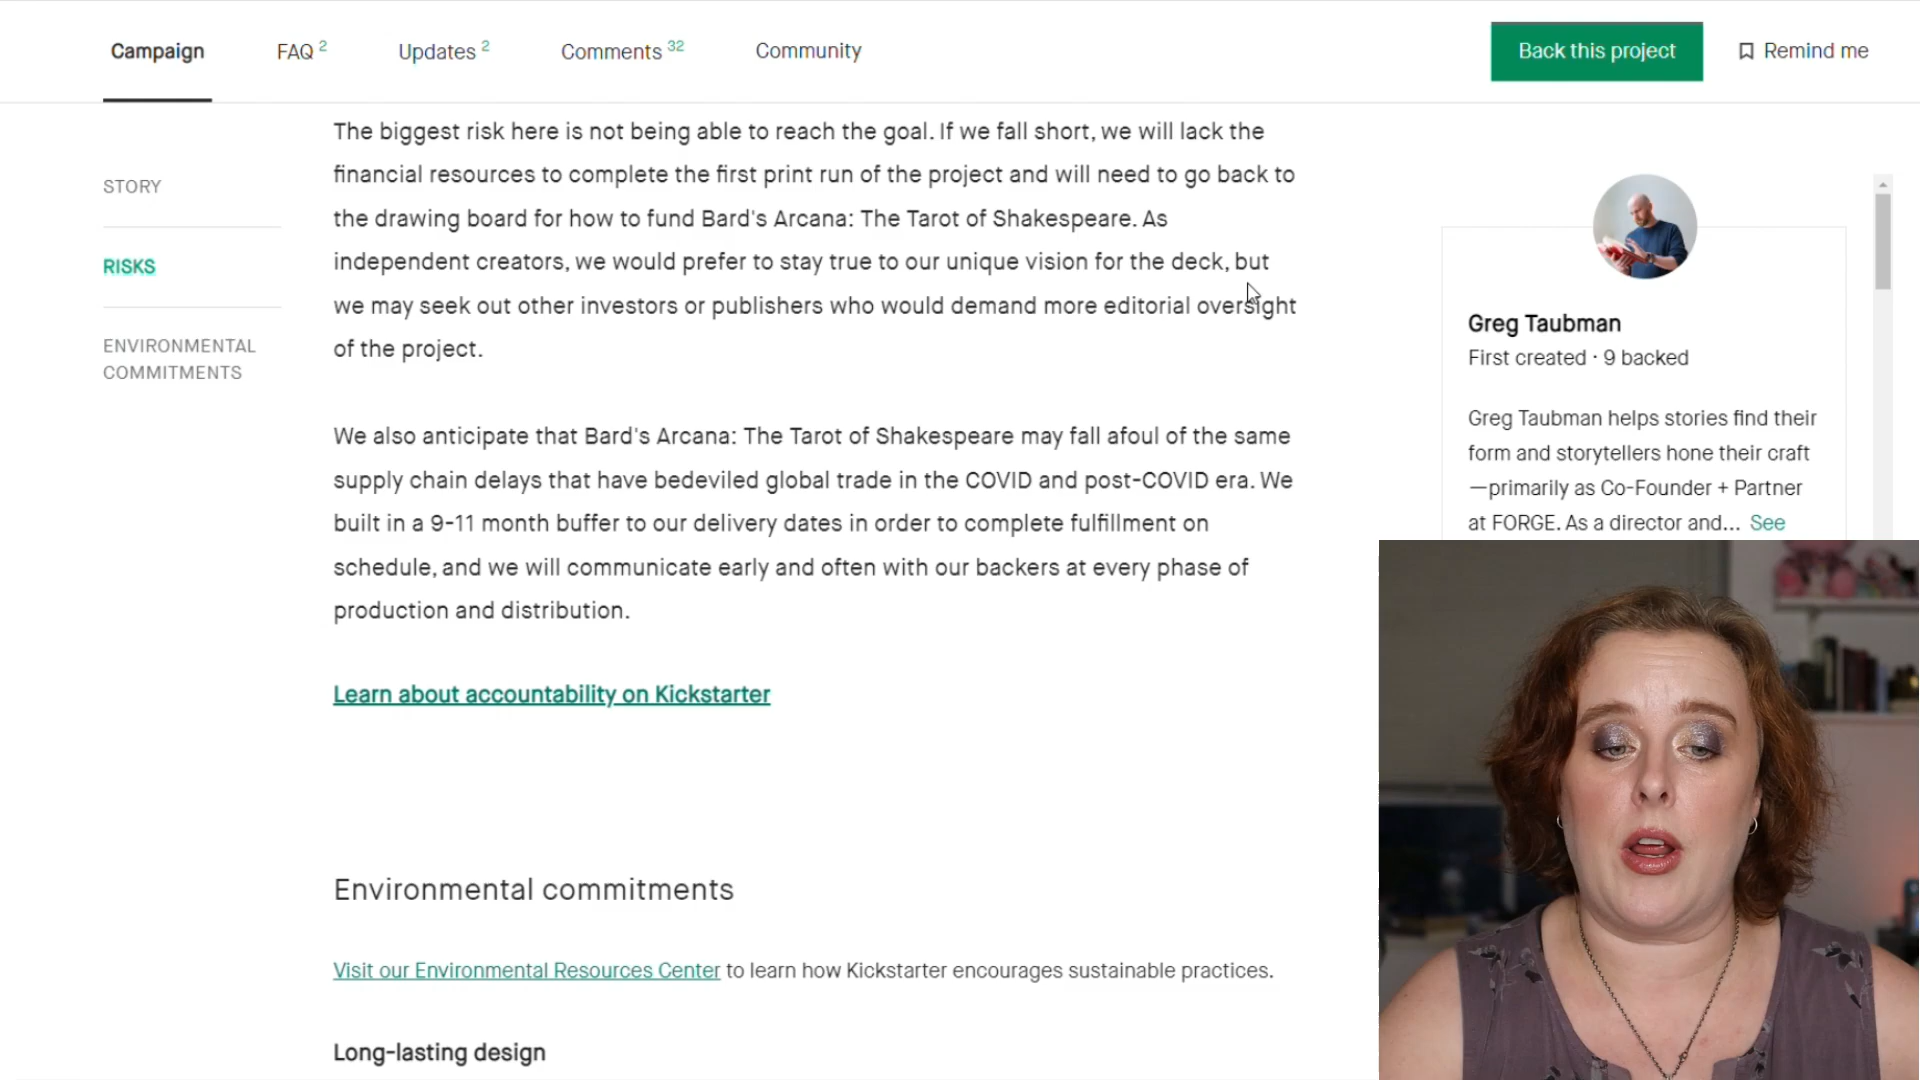 Campaign
FAQ 2
Updates 2
Comments 32
Community
Back this project
Remind me
STORY
RISKS
ENVIRONMENTAL
COMMITMENTS
The biggest risk here is not being able to reach the goal. If we fall short, we will lack the
financial resources to complete the first print run of the project and will need to go back to
the drawing board for how to fund Bard's Arcana: The Tarot of Shakespeare. As
independent creators, we would prefer to stay true to our unique vision for the deck, but
we may seek out other investors or publishers who would demand more editorial oversight
of the project.
We also anticipate that Bard's Arcana: The Tarot of Shakespeare may fall afoul of the same
supply chain delays that have bedeviled global trade in the COVID and post-COVID era. We
built in a 9-11 month buffer to our delivery dates in order to complete fulfillment on
schedule, and we will communicate early and often with our backers at every phase of
production and distribution.
Learn about accountability on Kickstarter
Environmental commitments
Visit our Environmental Resources Center to learn how Kickstarter encourages sustainable practices.
Long-lasting design
Greg Taubman
First created · 9 backed
Greg Taubman helps stories find their
form and storytellers hone their craft
—primarily as Co-Founder + Partner
at FORGE. As a director and... See